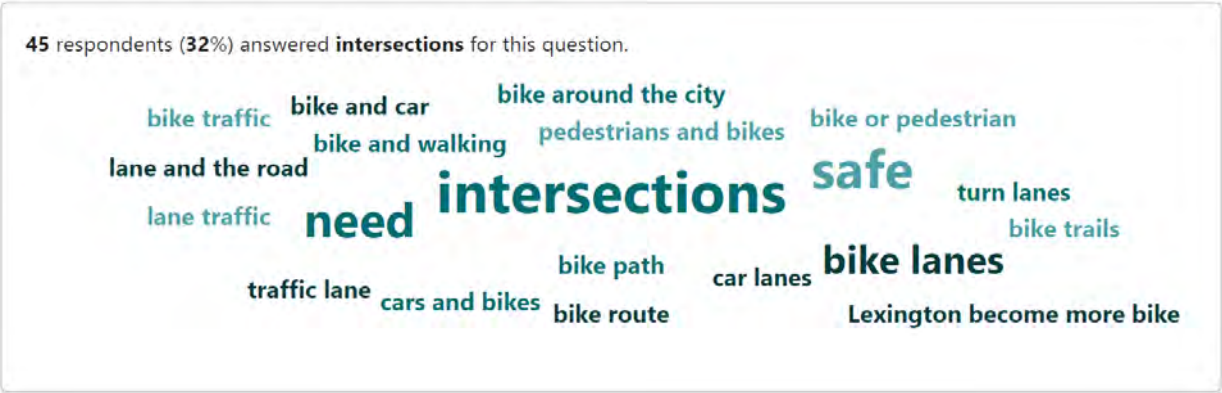 45 respondents (32%) answered intersections for this question.
bike around the city
bike and car
bike traffic
bike or pedestrian
pedestrians and bikes
bike and walking
lane and the road
safe
intersections
turn lanes
lane traffic
need
bike trails
bike lanes
bike path
car lanes
traffic lane
cars and bikes
bike route
Lexington become more bike